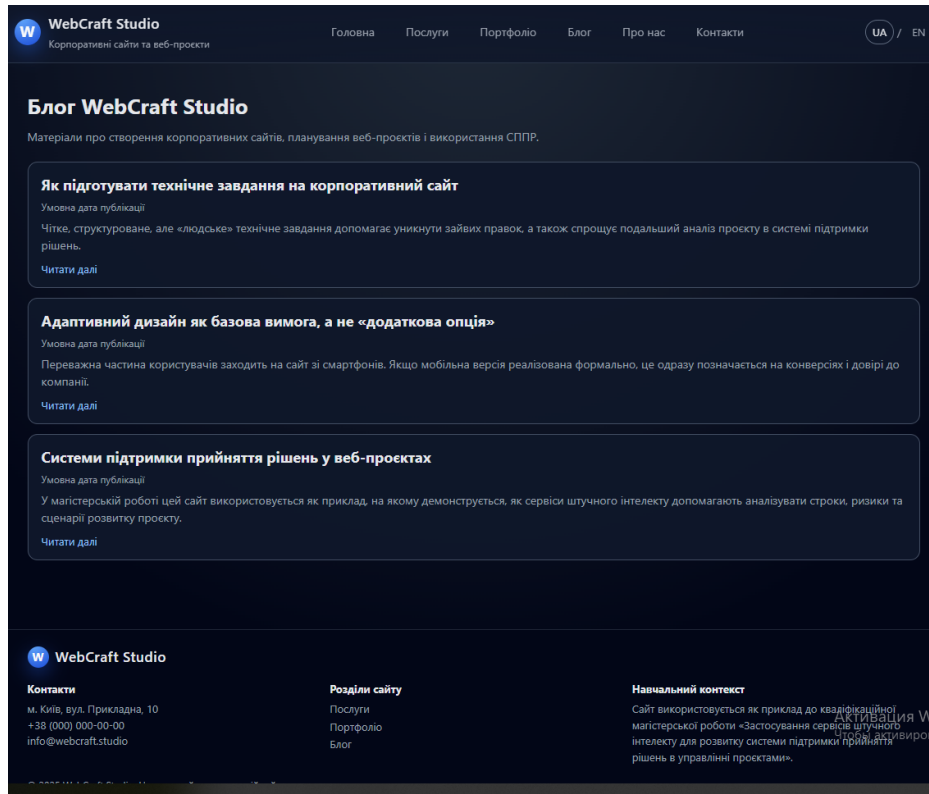 W
WebCraft Studio
Корпоративні сайти та веб-проєкти
Головна Послуги Портфоліо Блог Про нас Контакти
UA / EN
Блог WebCraft Studio
Матеріали про створення корпоративних сайтів, планування веб-проєктів і використання СППР.
Як підготувати технічне завдання на корпоративний сайт
Умовна дата публікації
Чітке, структуроване, але «людське» технічне завдання допомагає уникнути зайвих правок, а також спрощує подальший аналіз проєкту в системі підтримки
рішень.
Читати далі
Адаптивний дизайн як базова вимога, а не «додаткова опція»
Умовна дата публікації
Переважна частина користувачів заходить на сайт зі смартфонів. Якщо мобільна версія реалізована формально, це одразу позначається на конверсіях і довірі до
компанії.
Читати далі
Системи підтримки прийняття рішень у веб-проєктах
Умовна дата публікації
У магістерській роботі цей сайт використовується як приклад, на якому демонструється, як сервіси штучного інтелекту допомагають аналізувати строки, ризики та
сценарії розвитку проєкту.
Читати далі
W WebCraft Studio
Контакти
м. Київ, вул. Прикладна, 10
+38 (000) 000-00-00
info@webcraft.studio
Розділи сайту
Послуги
Портфоліо
Блог
Навчальний контекст
Сайт використовується як приклад до кваліфікаційної
магістерської роботи «Застосування сервісів штучного
інтелекту для розвитку системи підтримки прийняття
рішень в управлінні проєктами».
Активация W
Чтобы активиро